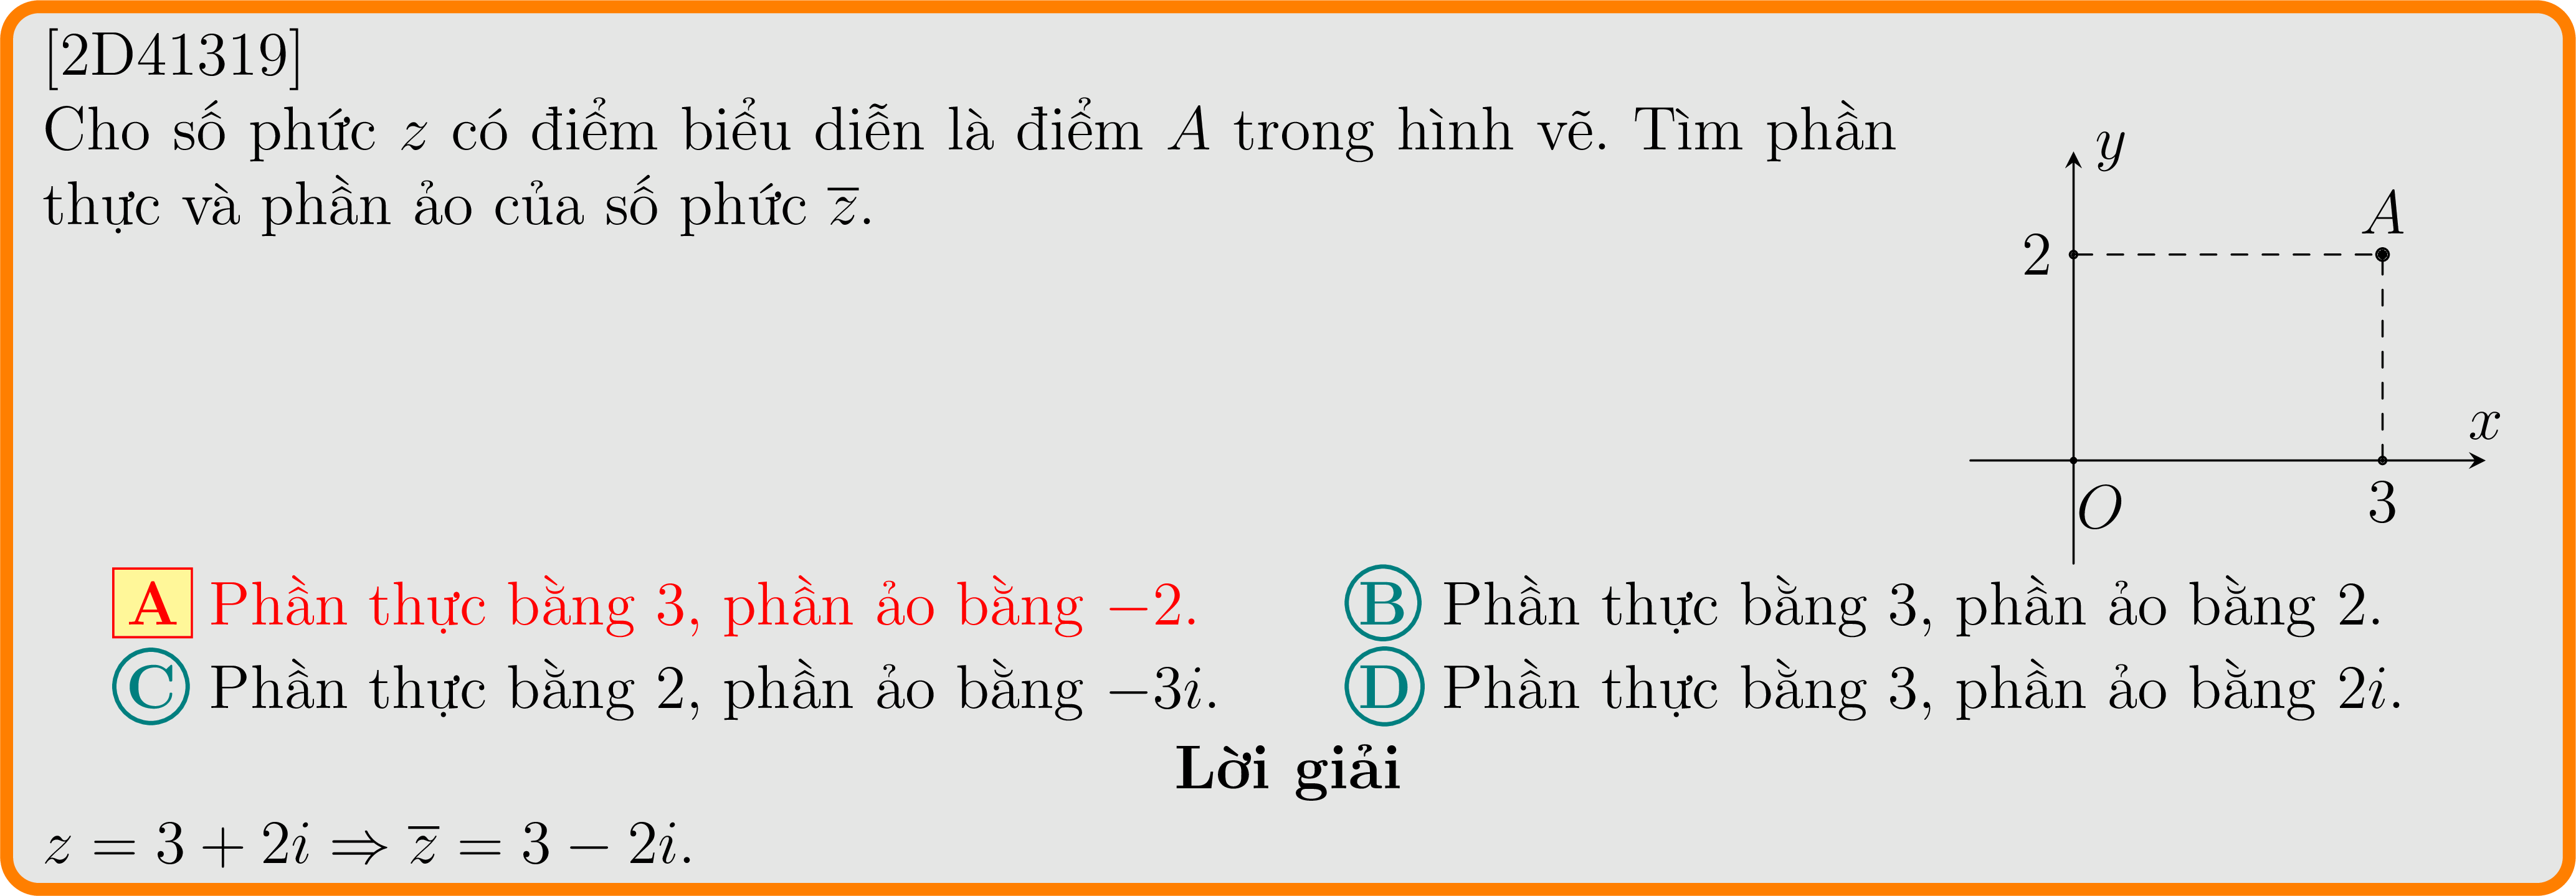 [2D41319]
Cho số phức z có điểm biểu diễn là điểm A trong hình vẽ. Tìm phần
thực và phần ảo của số phức z̅.
y
A
2
x
O
3
A Phần thực bằng 3, phần ảo bằng −2.
B Phần thực bằng 3, phần ảo bằng 2.
C Phần thực bằng 2, phần ảo bằng −3i.
D Phần thực bằng 3, phần ảo bằng 2i.
Lời giải
z = 3 + 2i ⇒ z̅ = 3 − 2i.